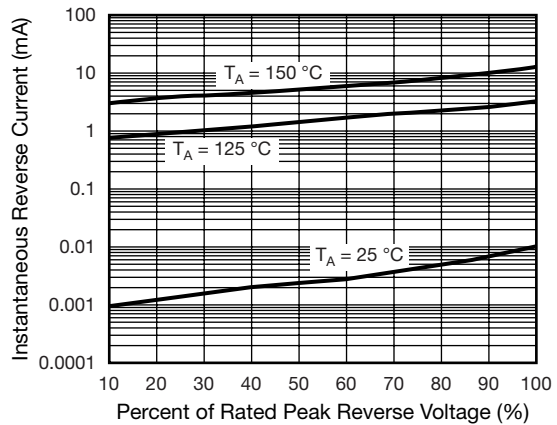 Instantaneous Reverse Current (mA)
100
10
1
0.1
0.01
0.001
0.0001
T_A = 150 °C
T_A = 125 °C
T_A = 25 °C
10 20 30 40 50 60 70 80 90 100
Percent of Rated Peak Reverse Voltage (%)